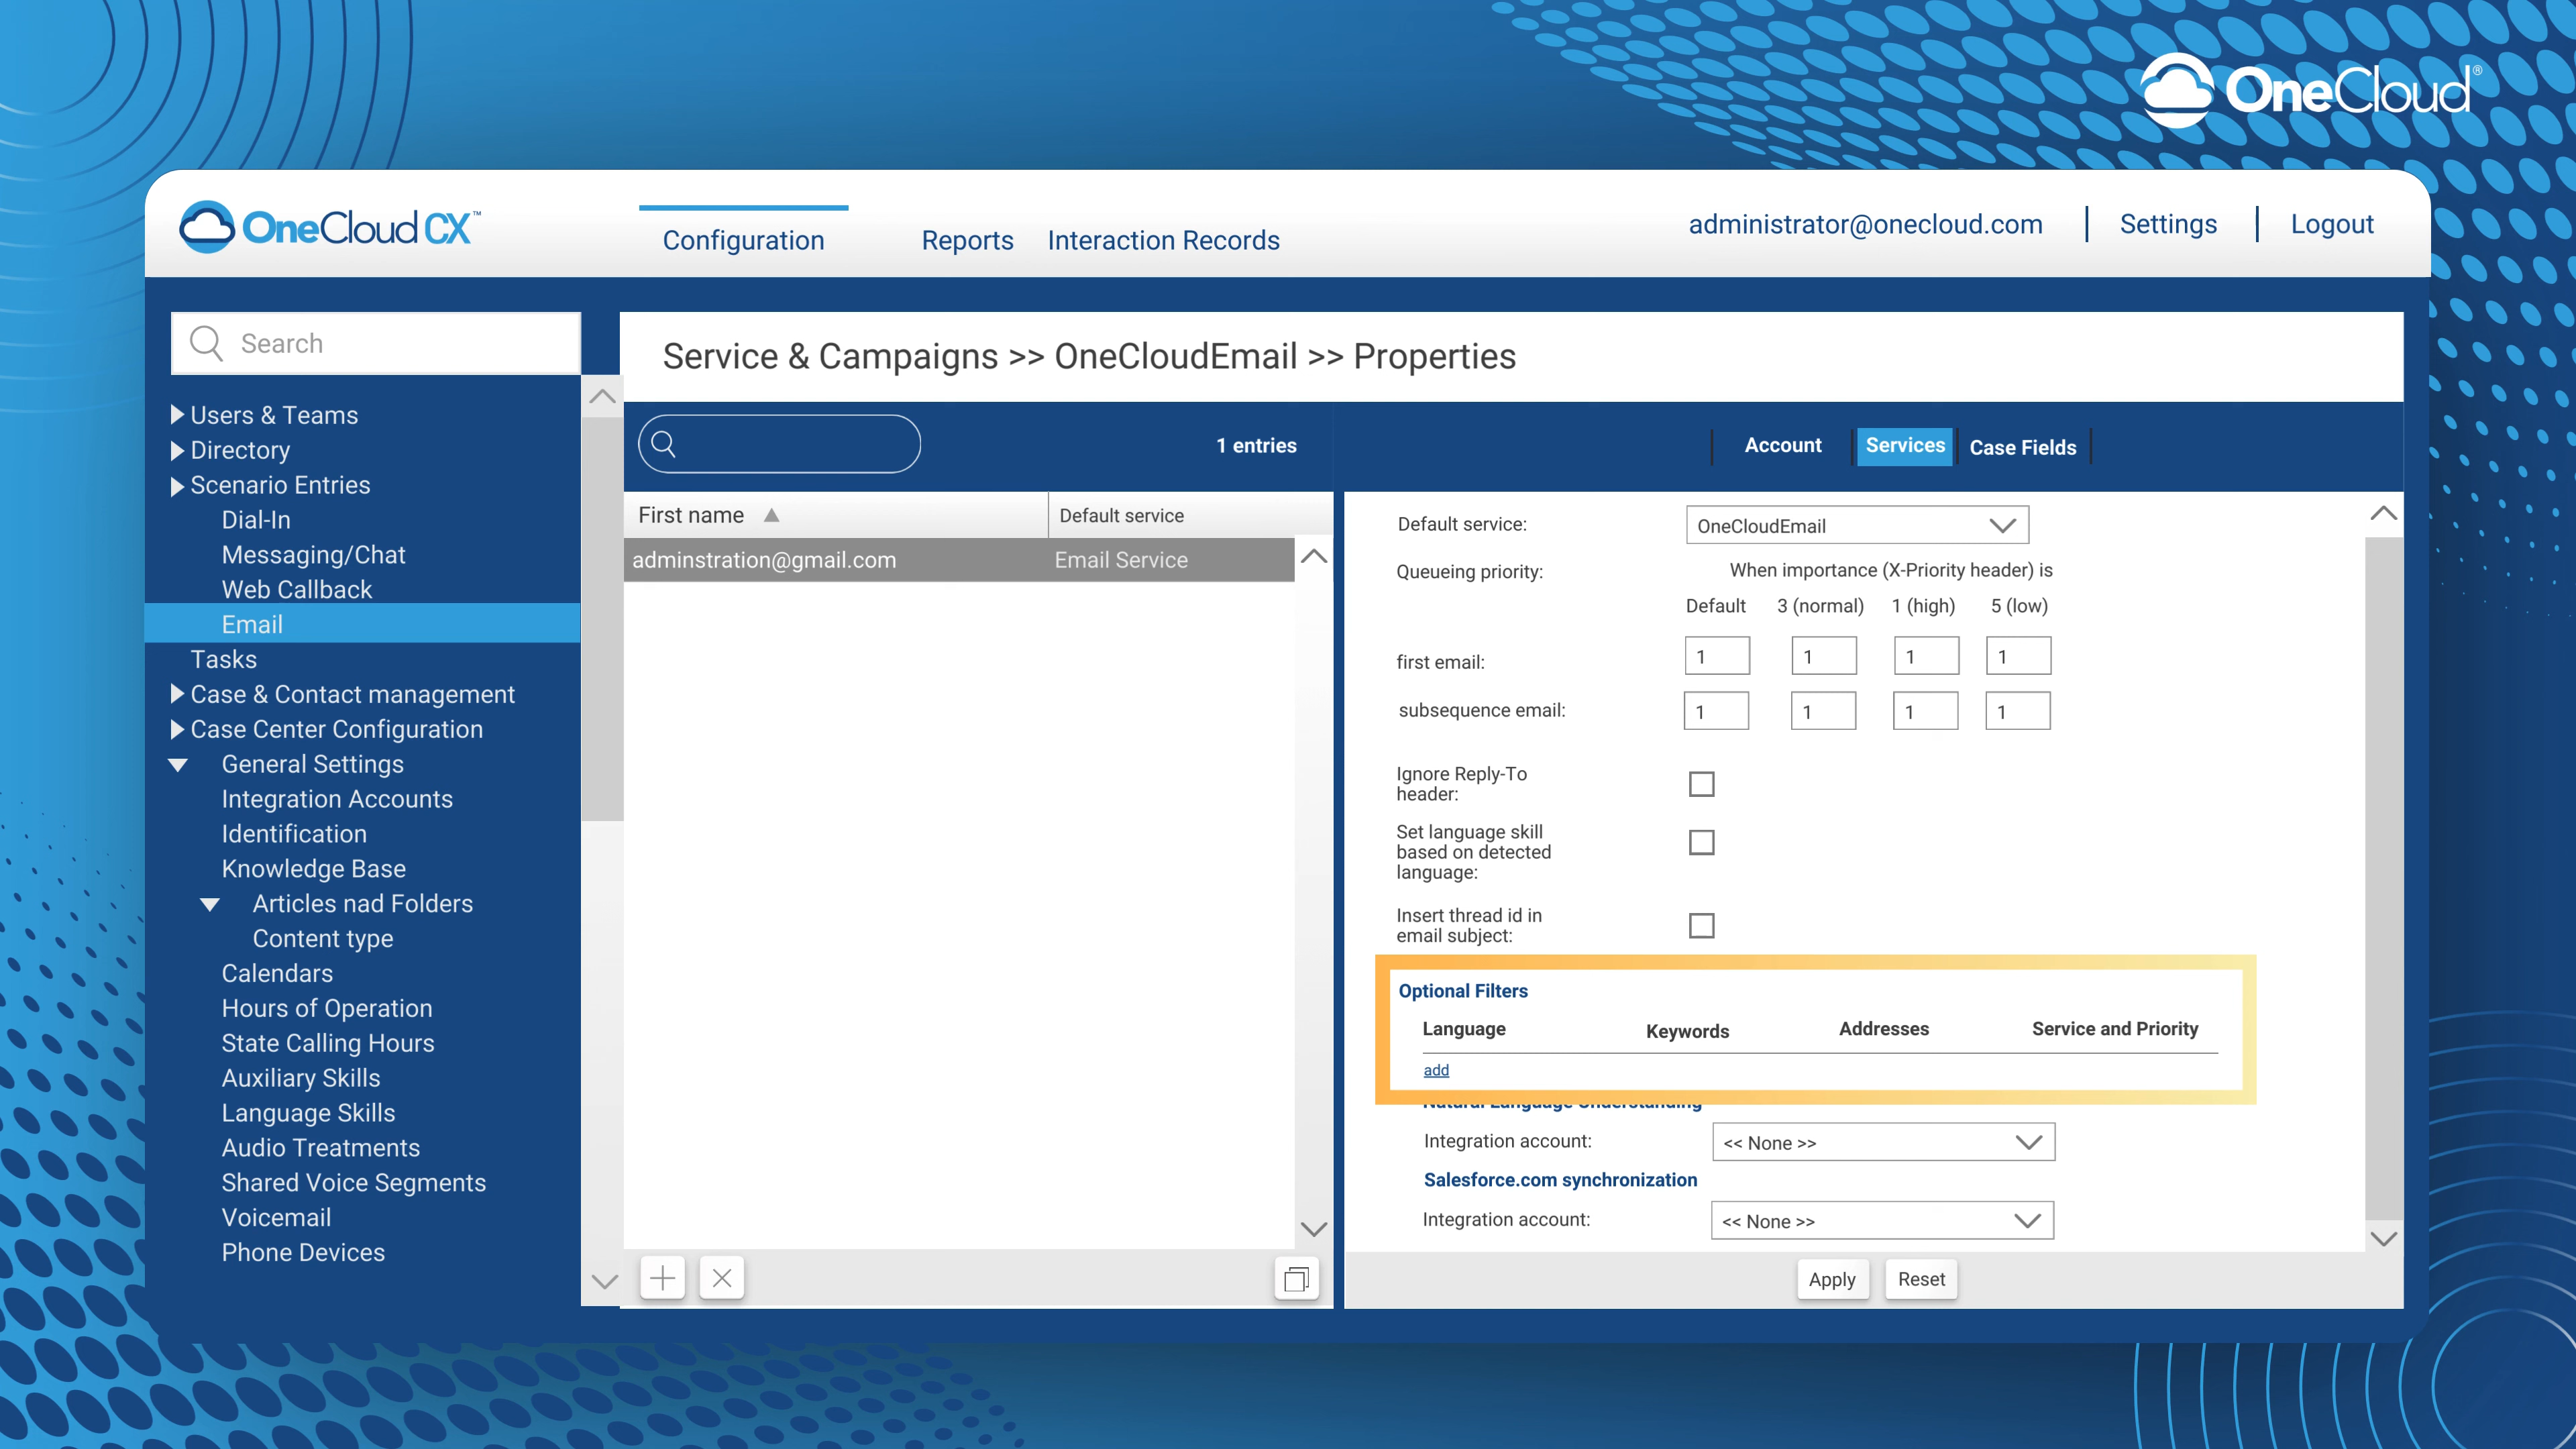 OneCloud®
OneCloud CX™
Configuration
Reports
Interaction Records
administrator@onecloud.com
Settings
Logout
Search
Users & Teams
Directory
Scenario Entries
Dial-In
Messaging/Chat
Web Callback
Email
Tasks
Case & Contact management
Case Center Configuration
General Settings
Integration Accounts
Identification
Knowledge Base
Articles nad Folders
Content type
Calendars
Hours of Operation
State Calling Hours
Auxiliary Skills
Language Skills
Audio Treatments
Shared Voice Segments
Voicemail
Phone Devices
Service & Campaigns >> OneCloudEmail >> Properties
1 entries
First name
Default service
adminstration@gmail.com
Email Service
Account
Services
Case Fields
Default service:
OneCloudEmail
Queueing priority:
When importance (X-Priority header) is
Default 3 (normal) 1 (high) 5 (low)
first email: 1 1 1 1
subsequence email: 1 1 1 1
Ignore Reply-To
header:
Set language skill
based on detected
language:
Insert thread id in
email subject:
Optional Filters
Language Keywords Addresses Service and Priority
add
Natural Language Understanding
Integration account: << None >>
Salesforce.com synchronization
Integration account: << None >>
Apply
Reset